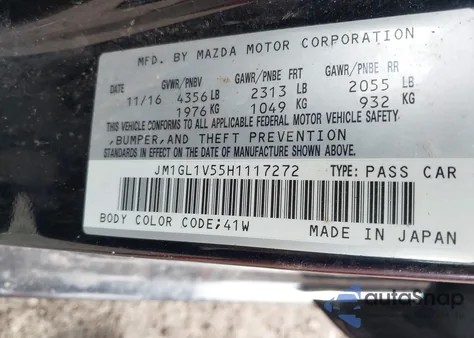 MFD. BY MAZDA MOTOR CORPORATION
GVWR/PNBV GAWR/PNBE FRT GAWR/PNBE RR
11/16 4356 LB 2313 LB 2055 LB
1976 KG 1049 KG 932 KG
THIS VEHICLE CONFORMS TO ALL APPLICABLE FEDERAL MOTOR VEHICLE SAFETY
,BUMPER,AND THEFT PREVENTION
STANDARDS IN EFFECT ON THE DATE OF MANUFACTURE SHOWN ABOVE.
JM1GL1V55H1117272 TYPE: PASS CAR
BODY COLOR CODE;41W
MADE IN JAPAN
autoSnap